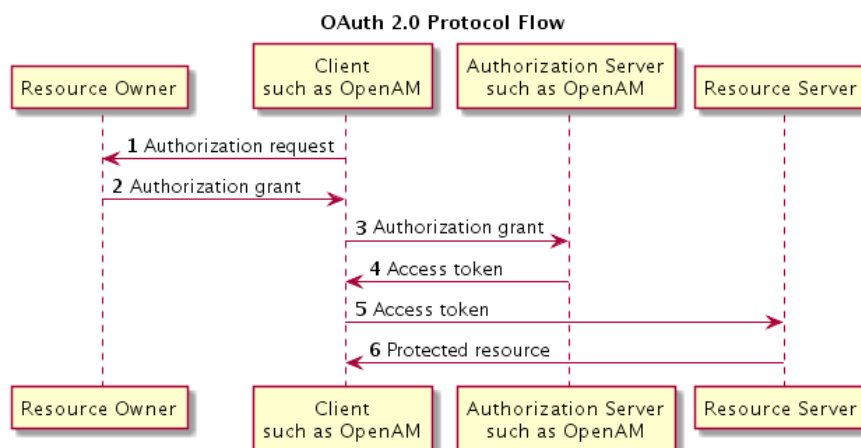 OAuth 2.0 Protocol Flow
Resource Owner
Client
such as OpenAM
Authorization Server
such as OpenAM
Resource Server
1 Authorization request
2 Authorization grant
3 Authorization grant
4 Access token
5 Access token
6 Protected resource
Resource Owner
Client
such as OpenAM
Authorization Server
such as OpenAM
Resource Server